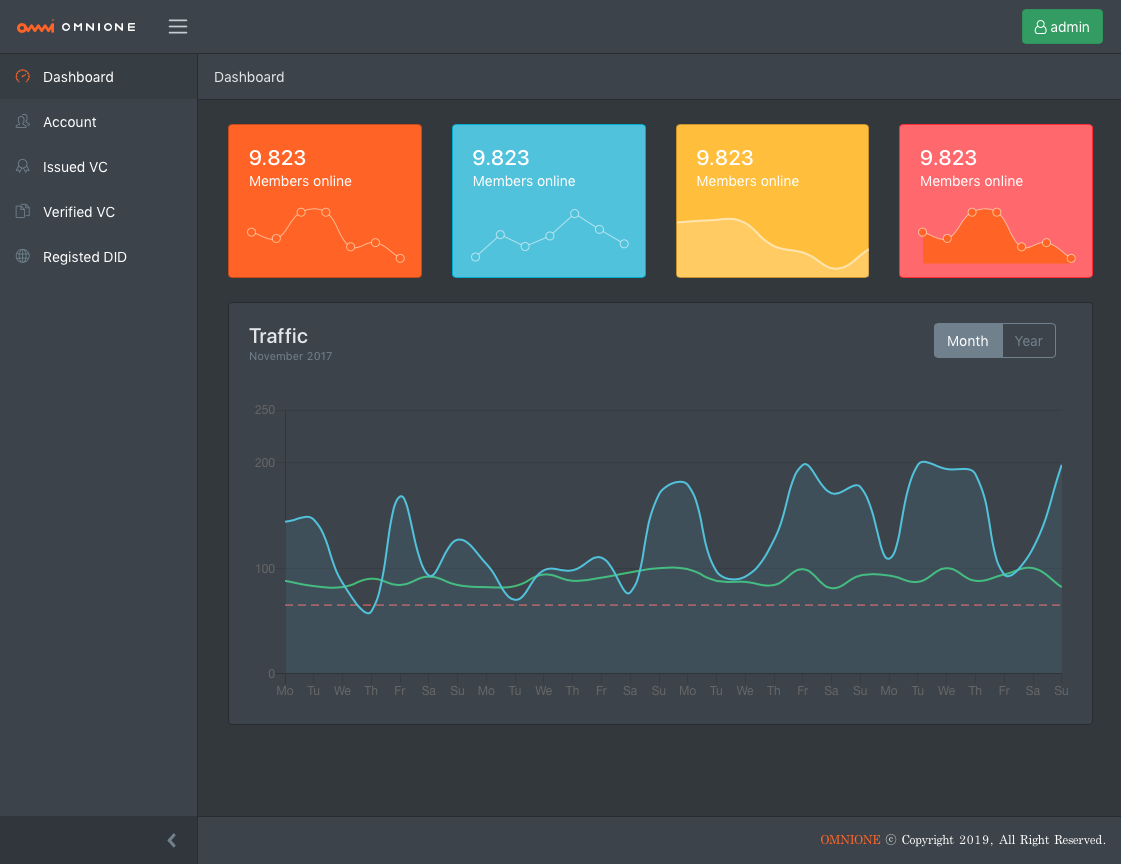 OMNIONE
admin
Dashboard
Account
Issued VC
Verified VC
Registed DID
Dashboard
9.823
Members online
9.823
Members online
9.823
Members online
9.823
Members online
Traffic
November 2017
Month Year
250
200
100
0
Mo Tu We Th Fr Sa Su Mo Tu We Th Fr Sa Su Mo Tu We Th Fr Sa Su Mo Tu We Th Fr Sa Su
OMNIONE ⓒ Copyright 2019, All Right Reserved.